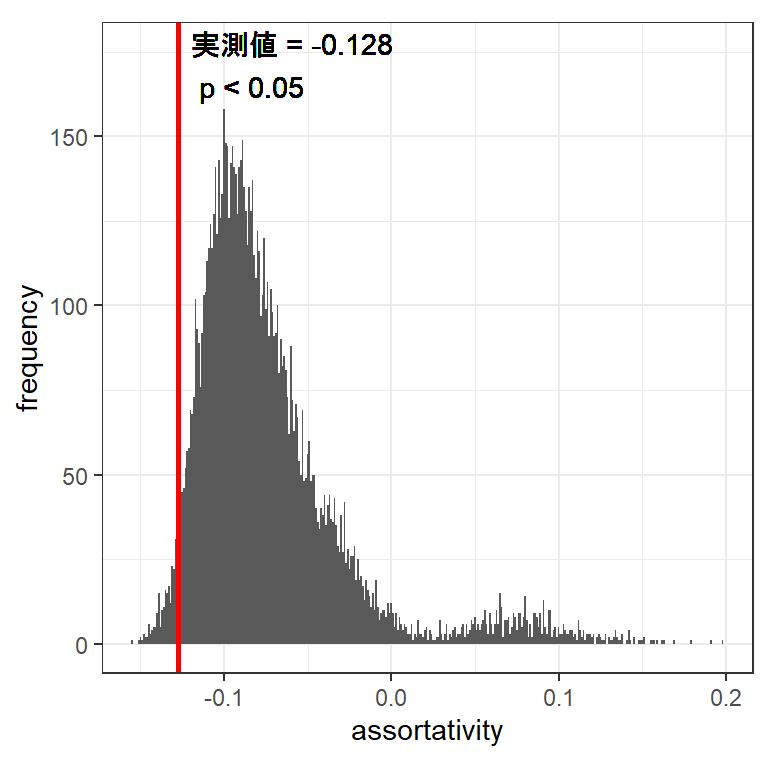 実測値 = -0.128
p < 0.05
150
100
50
0
frequency
-0.1
0.0
0.1
0.2
assortativity